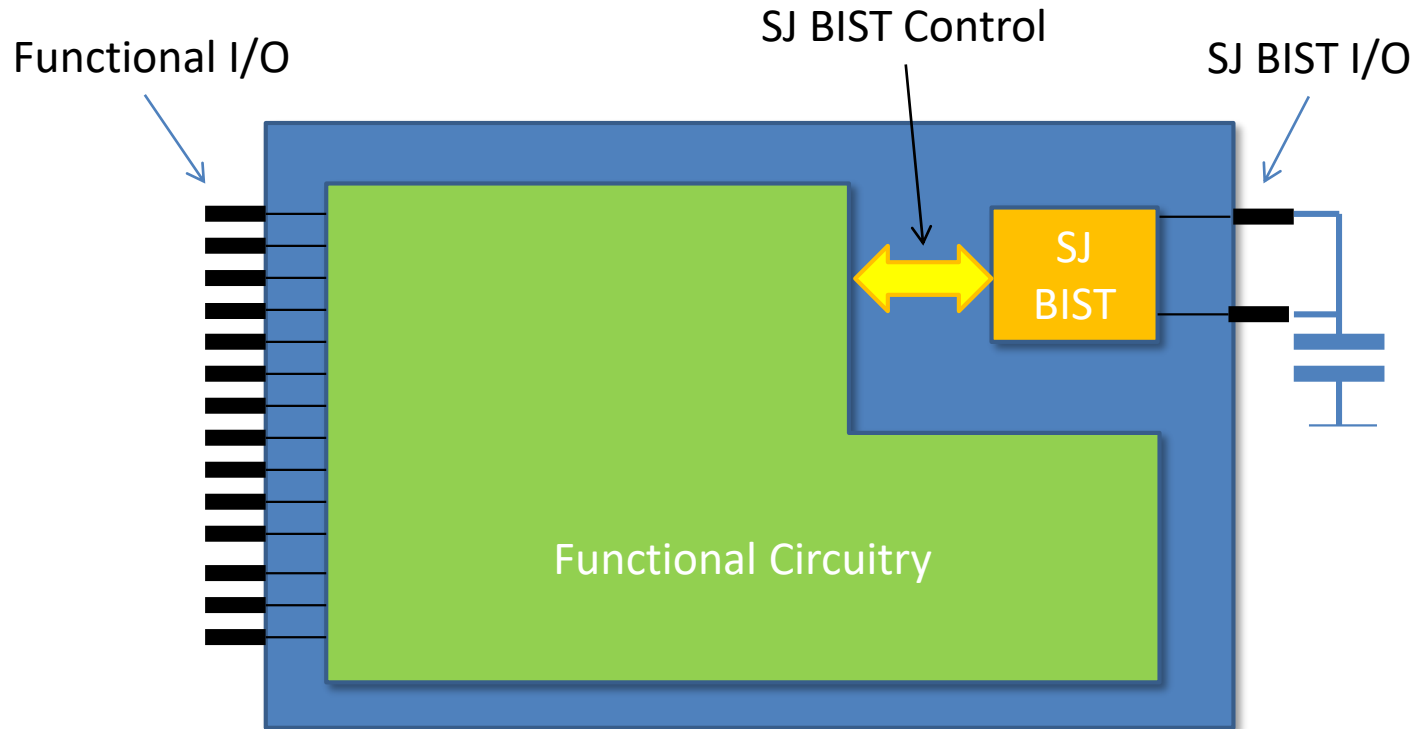 SJ BIST Control
Functional I/O
SJ BIST I/O
SJ
BIST
Functional Circuitry